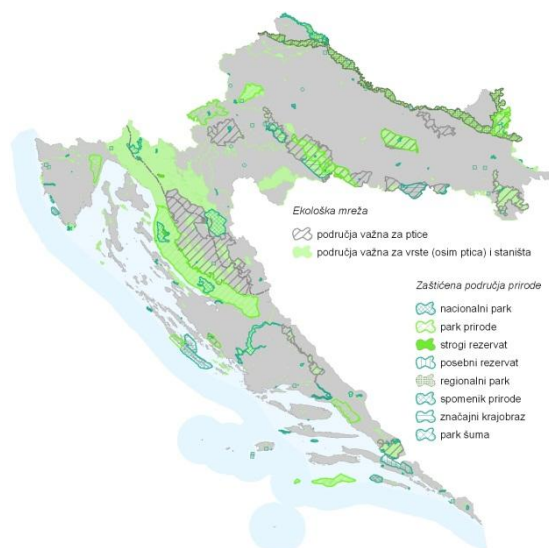 Ekološka mreža
područja važna za ptice
područja važna za vrste (osim ptica) i staništa
Zaštićena područja prirode
nacionalni park
park prirode
strogi rezervat
posebni rezervat
regionalni park
spomenik prirode
značajni krajobraz
park šuma